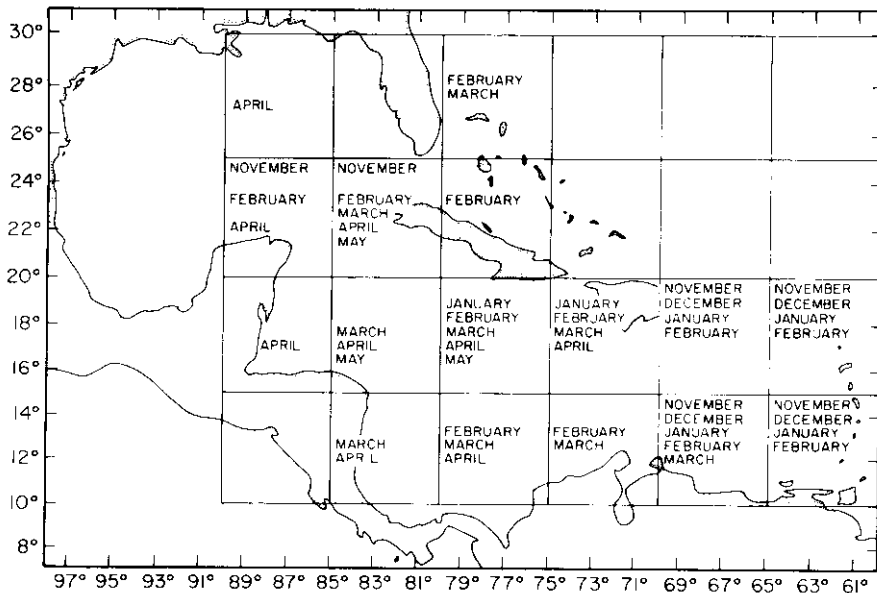 30°
28°
26°
24°
22°
20°
18°
16°
14°
12°
10°
8°
FEBRUARY
MARCH
APRIL
NOVEMBER
FEBRUARY
APRIL
NOVEMBER
FEBRUARY
MARCH
APRIL
MAY
FEBRUARY
APRIL
MARCH
APRIL
MAY
JANUARY
FEBRUARY
MARCH
APRIL
MAY
JANUARY
FEBRUARY
MARCH
APRIL
NOVEMBER
DECEMBER
JANUARY
FEBRUARY
NOVEMBER
DECEMBER
JANUARY
FEBRUARY
MARCH
APRIL
FEBRUARY
MARCH
APRIL
FEBRUARY
MARCH
NOVEMBER
DECEMBER
JANUARY
FEBRUARY
MARCH
NOVEMBER
DECEMBER
JANUARY
FEBRUARY
97° 95° 93° 91° 89° 87° 85° 83° 81° 79° 77° 75° 73° 71° 69° 67° 65° 63° 61°